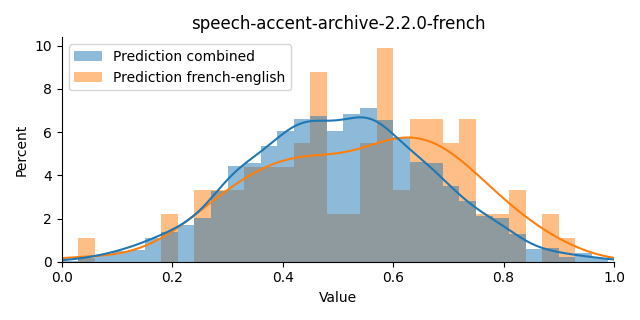 speech-accent-archive-2.2.0-french
Prediction combined
Prediction french-english
Percent
10
8
6
4
2
0
0.0 0.2 0.4 0.6 0.8 1.0
Value